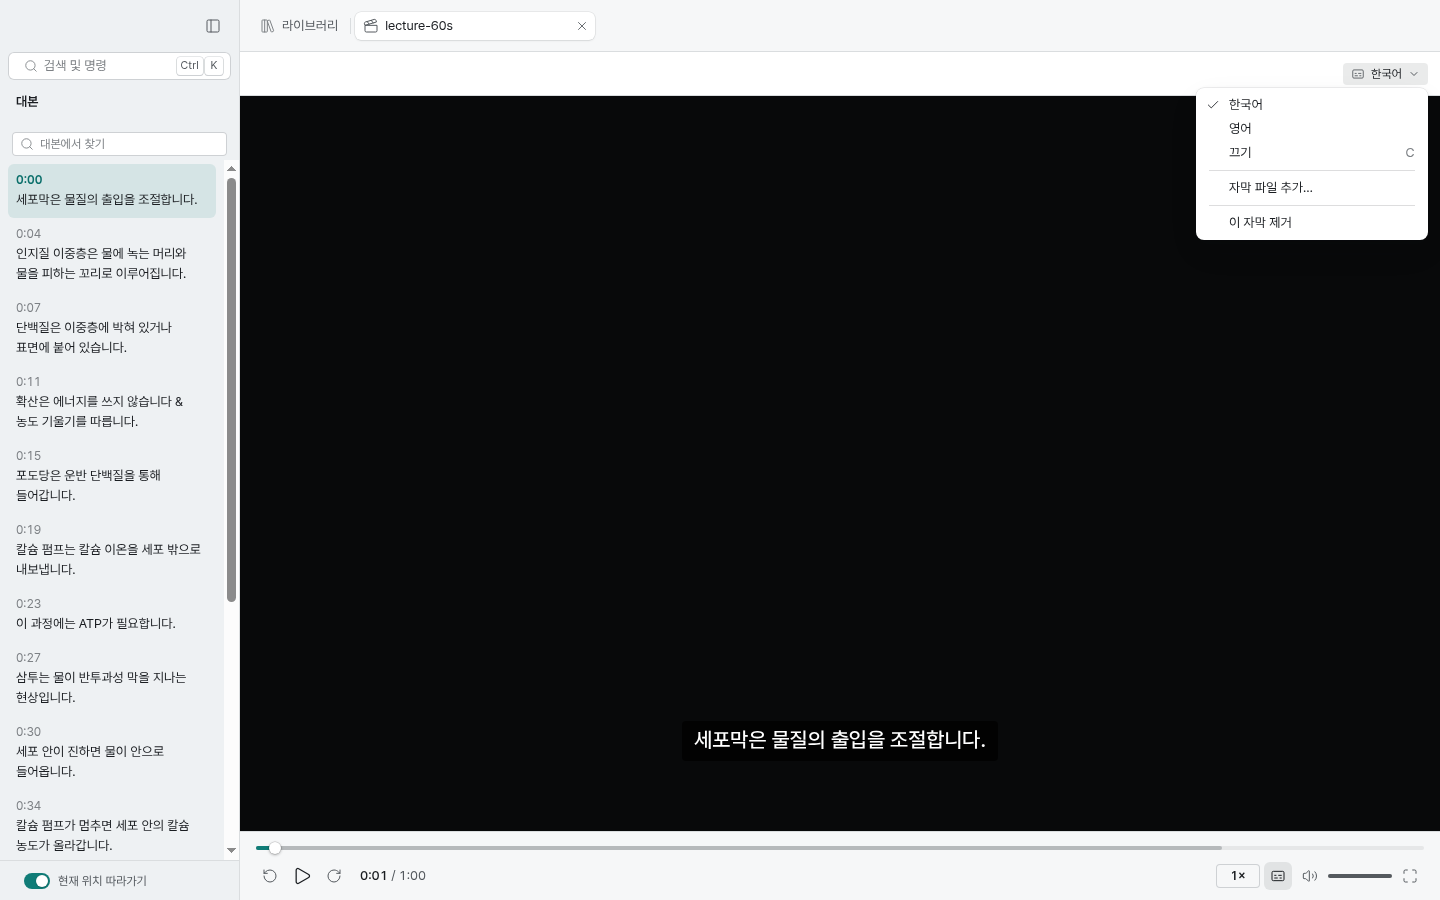 라이브러리
lecture-60s
검색 및 명령
Ctrl K
대본
대본에서 찾기
0:00
세포막은 물질의 출입을 조절합니다.
0:04
인지질 이중층은 물에 녹는 머리와
물을 피하는 꼬리로 이루어집니다.
0:07
단백질은 이중층에 박혀 있거나
표면에 붙어 있습니다.
0:11
확산은 에너지를 쓰지 않습니다 &
농도 기울기를 따릅니다.
0:15
포도당은 운반 단백질을 통해
들어갑니다.
0:19
칼슘 펌프는 칼슘 이온을 세포 밖으로
내보냅니다.
0:23
이 과정에는 ATP가 필요합니다.
0:27
삼투는 물이 반투과성 막을 지나는
현상입니다.
0:30
세포 안이 진하면 물이 안으로
들어옵니다.
0:34
칼슘 펌프가 멈추면 세포 안의 칼슘
농도가 올라갑니다.
현재 위치 따라가기
한국어
한국어
영어
끄기 C
자막 파일 추가...
이 자막 제거
세포막은 물질의 출입을 조절합니다.
0:01 / 1:00
1×